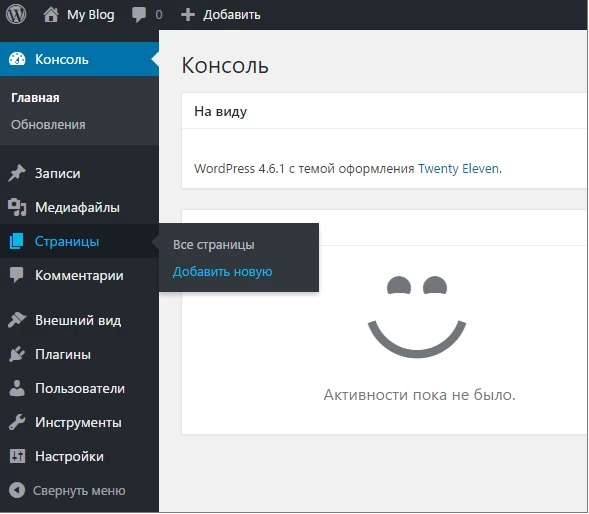 My Blog 0 Добавить
Консоль
Главная
Обновления
Записи
Медиафайлы
Страницы
Все страницы
Добавить новую
Комментарии
Внешний вид
Плагины
Пользователи
Инструменты
Настройки
Свернуть меню
Консоль
На виду
WordPress 4.6.1 с темой оформления Twenty Eleven.
Активности пока не было.